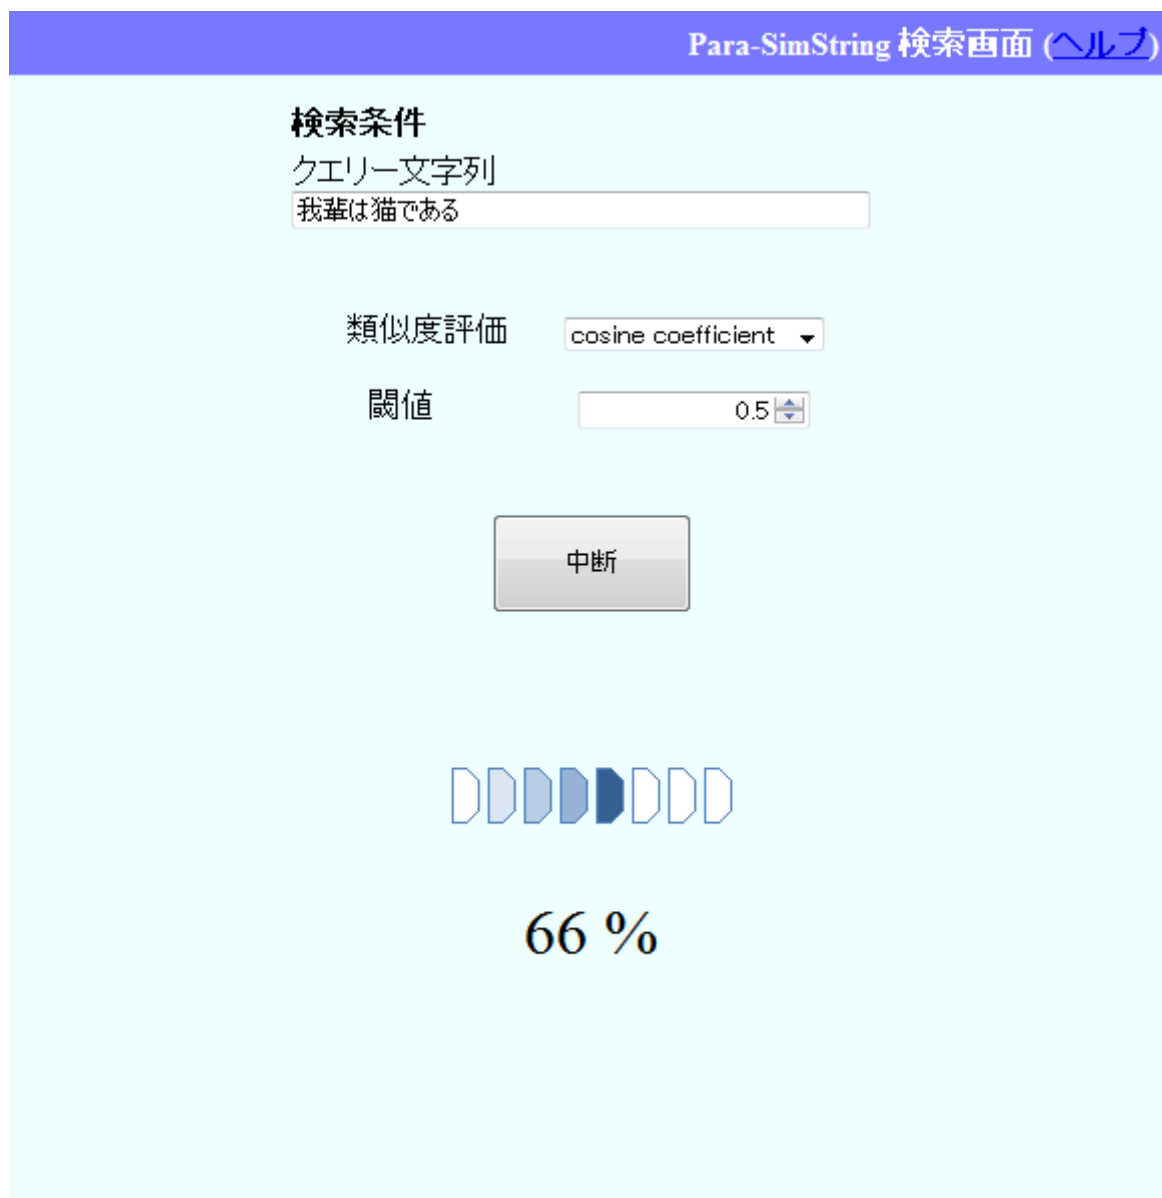 Para-SimString 検索画面 (ヘルプ)
検索条件
クエリー文字列
我輩は猫である
類似度評価 cosine coefficient
閾値 0.5
中断
66 %